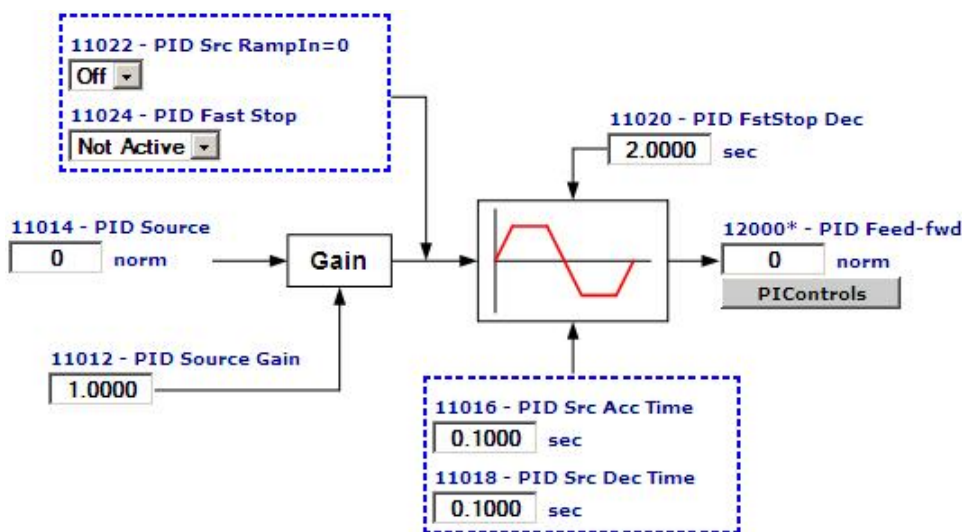 11022 - PID Src RampIn=0
Off
11024 - PID Fast Stop
Not Active
11020 - PID FstStop Dec
2.0000 sec
11014 - PID Source
0 norm
Gain
12000* - PID Feed-fwd
0 norm
PIControls
11012 - PID Source Gain
1.0000
11016 - PID Src Acc Time
0.1000 sec
11018 - PID Src Dec Time
0.1000 sec